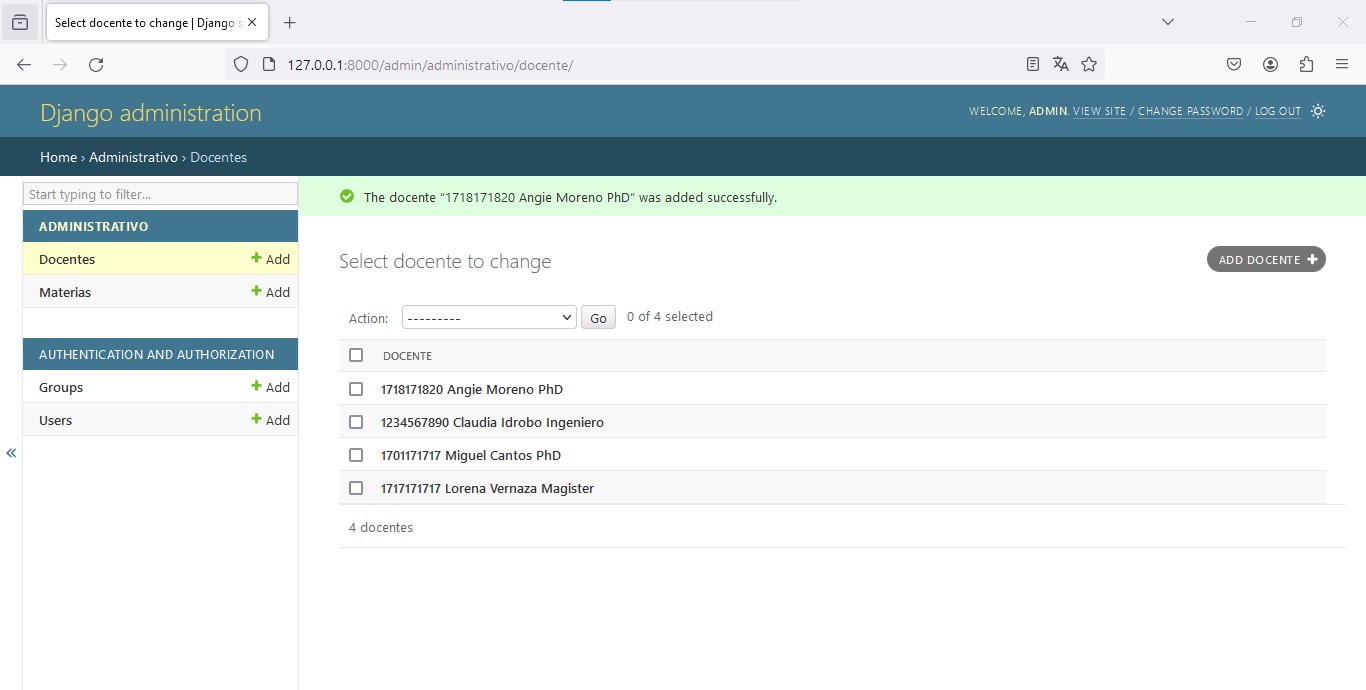 Select docente to change | Django s
127.0.0.1:8000/admin/administrativo/docente/
Django administration
WELCOME, ADMIN. VIEW SITE / CHANGE PASSWORD / LOG OUT
Home › Administrativo › Docentes
Start typing to filter...
ADMINISTRATIVO
Docentes + Add
Materias + Add
AUTHENTICATION AND AUTHORIZATION
Groups + Add
Users + Add
«
The docente “1718171820 Angie Moreno PhD” was added successfully.
Select docente to change
ADD DOCENTE +
Action: --------- Go 0 of 4 selected
DOCENTE
1718171820 Angie Moreno PhD
1234567890 Claudia Idrobo Ingeniero
1701171717 Miguel Cantos PhD
1717171717 Lorena Vernaza Magister
4 docentes